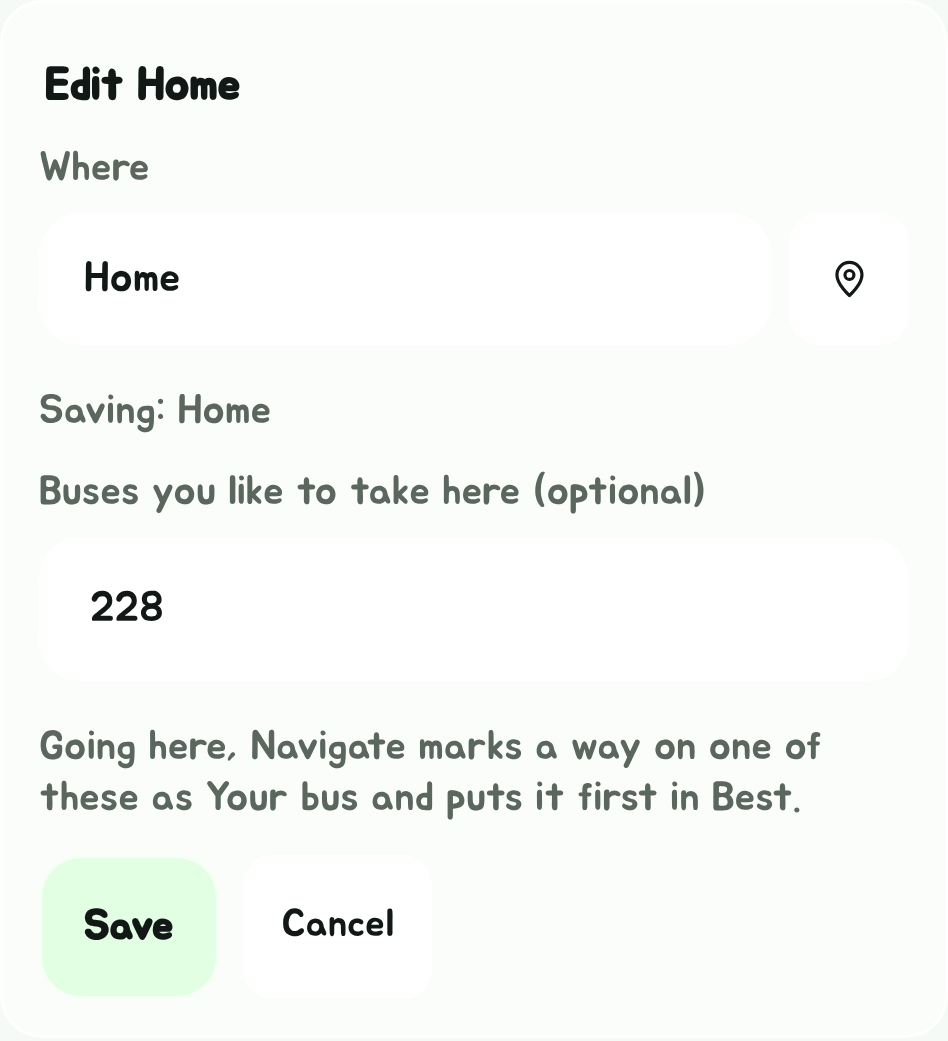 Edit Home
Where
Home
Saving: Home
Buses you like to take here (optional)
228
Going here, Navigate marks a way on one of
these as Your bus and puts it first in Best.
Save
Cancel